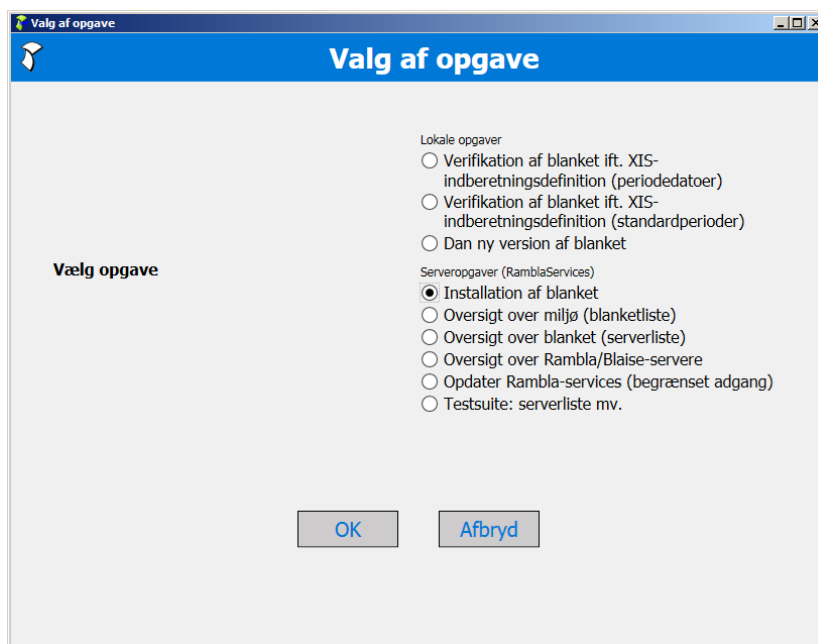 Valg af opgave
Valg af opgave
Vælg opgave
Lokale opgaver
Verifikation af blanket ift. XIS-
indberetningsdefinition (periodedatoer)
Verifikation af blanket ift. XIS-
indberetningsdefinition (standardperioder)
Dan ny version af blanket
Serveropgaver (RamblaServices)
Installation af blanket
Oversigt over miljø (blanketliste)
Oversigt over blanket (serverliste)
Oversigt over Rambla/Blaise-servere
Opdater Rambla-services (begrænset adgang)
Testsuite: serverliste mv.
OK
Afbryd